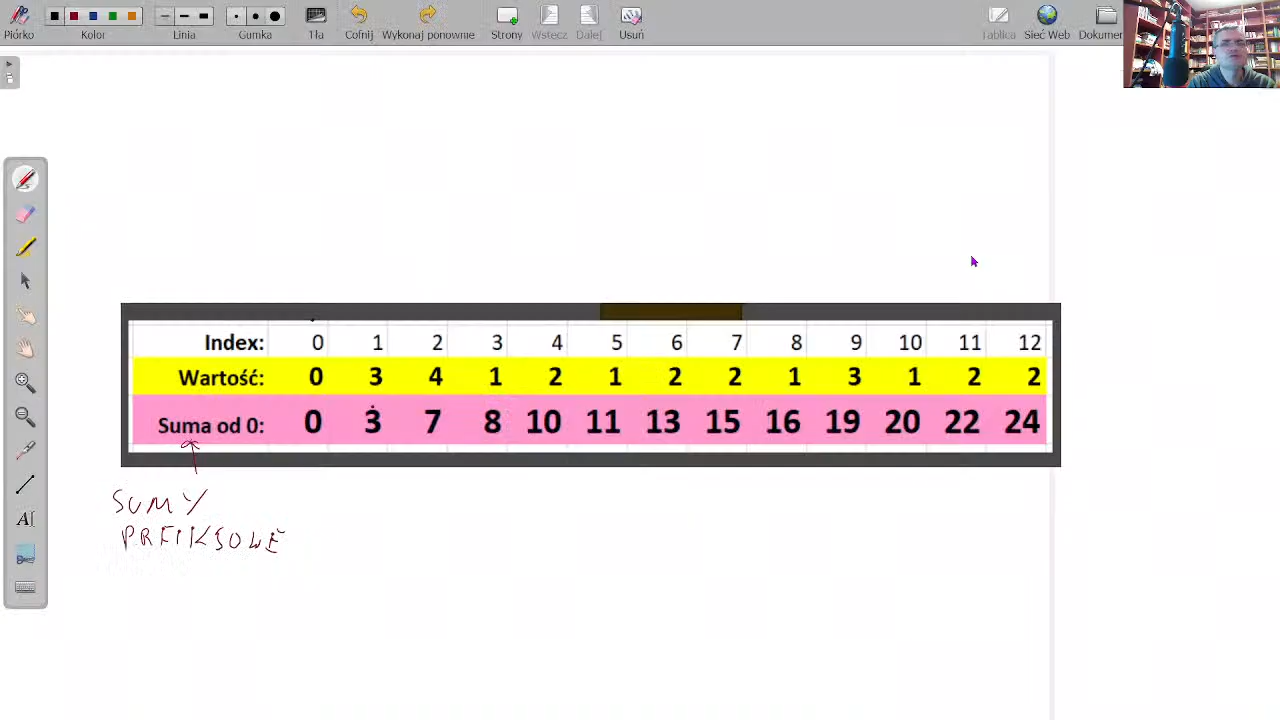 Piórko Kolor Linia Gumka Tła Cofnij Wykonaj ponownie Strony Wstecz Dalej Usuń Tablica Sieć Web Dokumen
Index: 0 1 2 3 4 5 6 7 8 9 10 11 12
Wartość: 0 3 4 1 2 1 2 2 1 3 1 2 2
Suma od 0: 0 3 7 8 10 11 13 15 16 19 20 22 24
SUMY
PREFIKSOWE